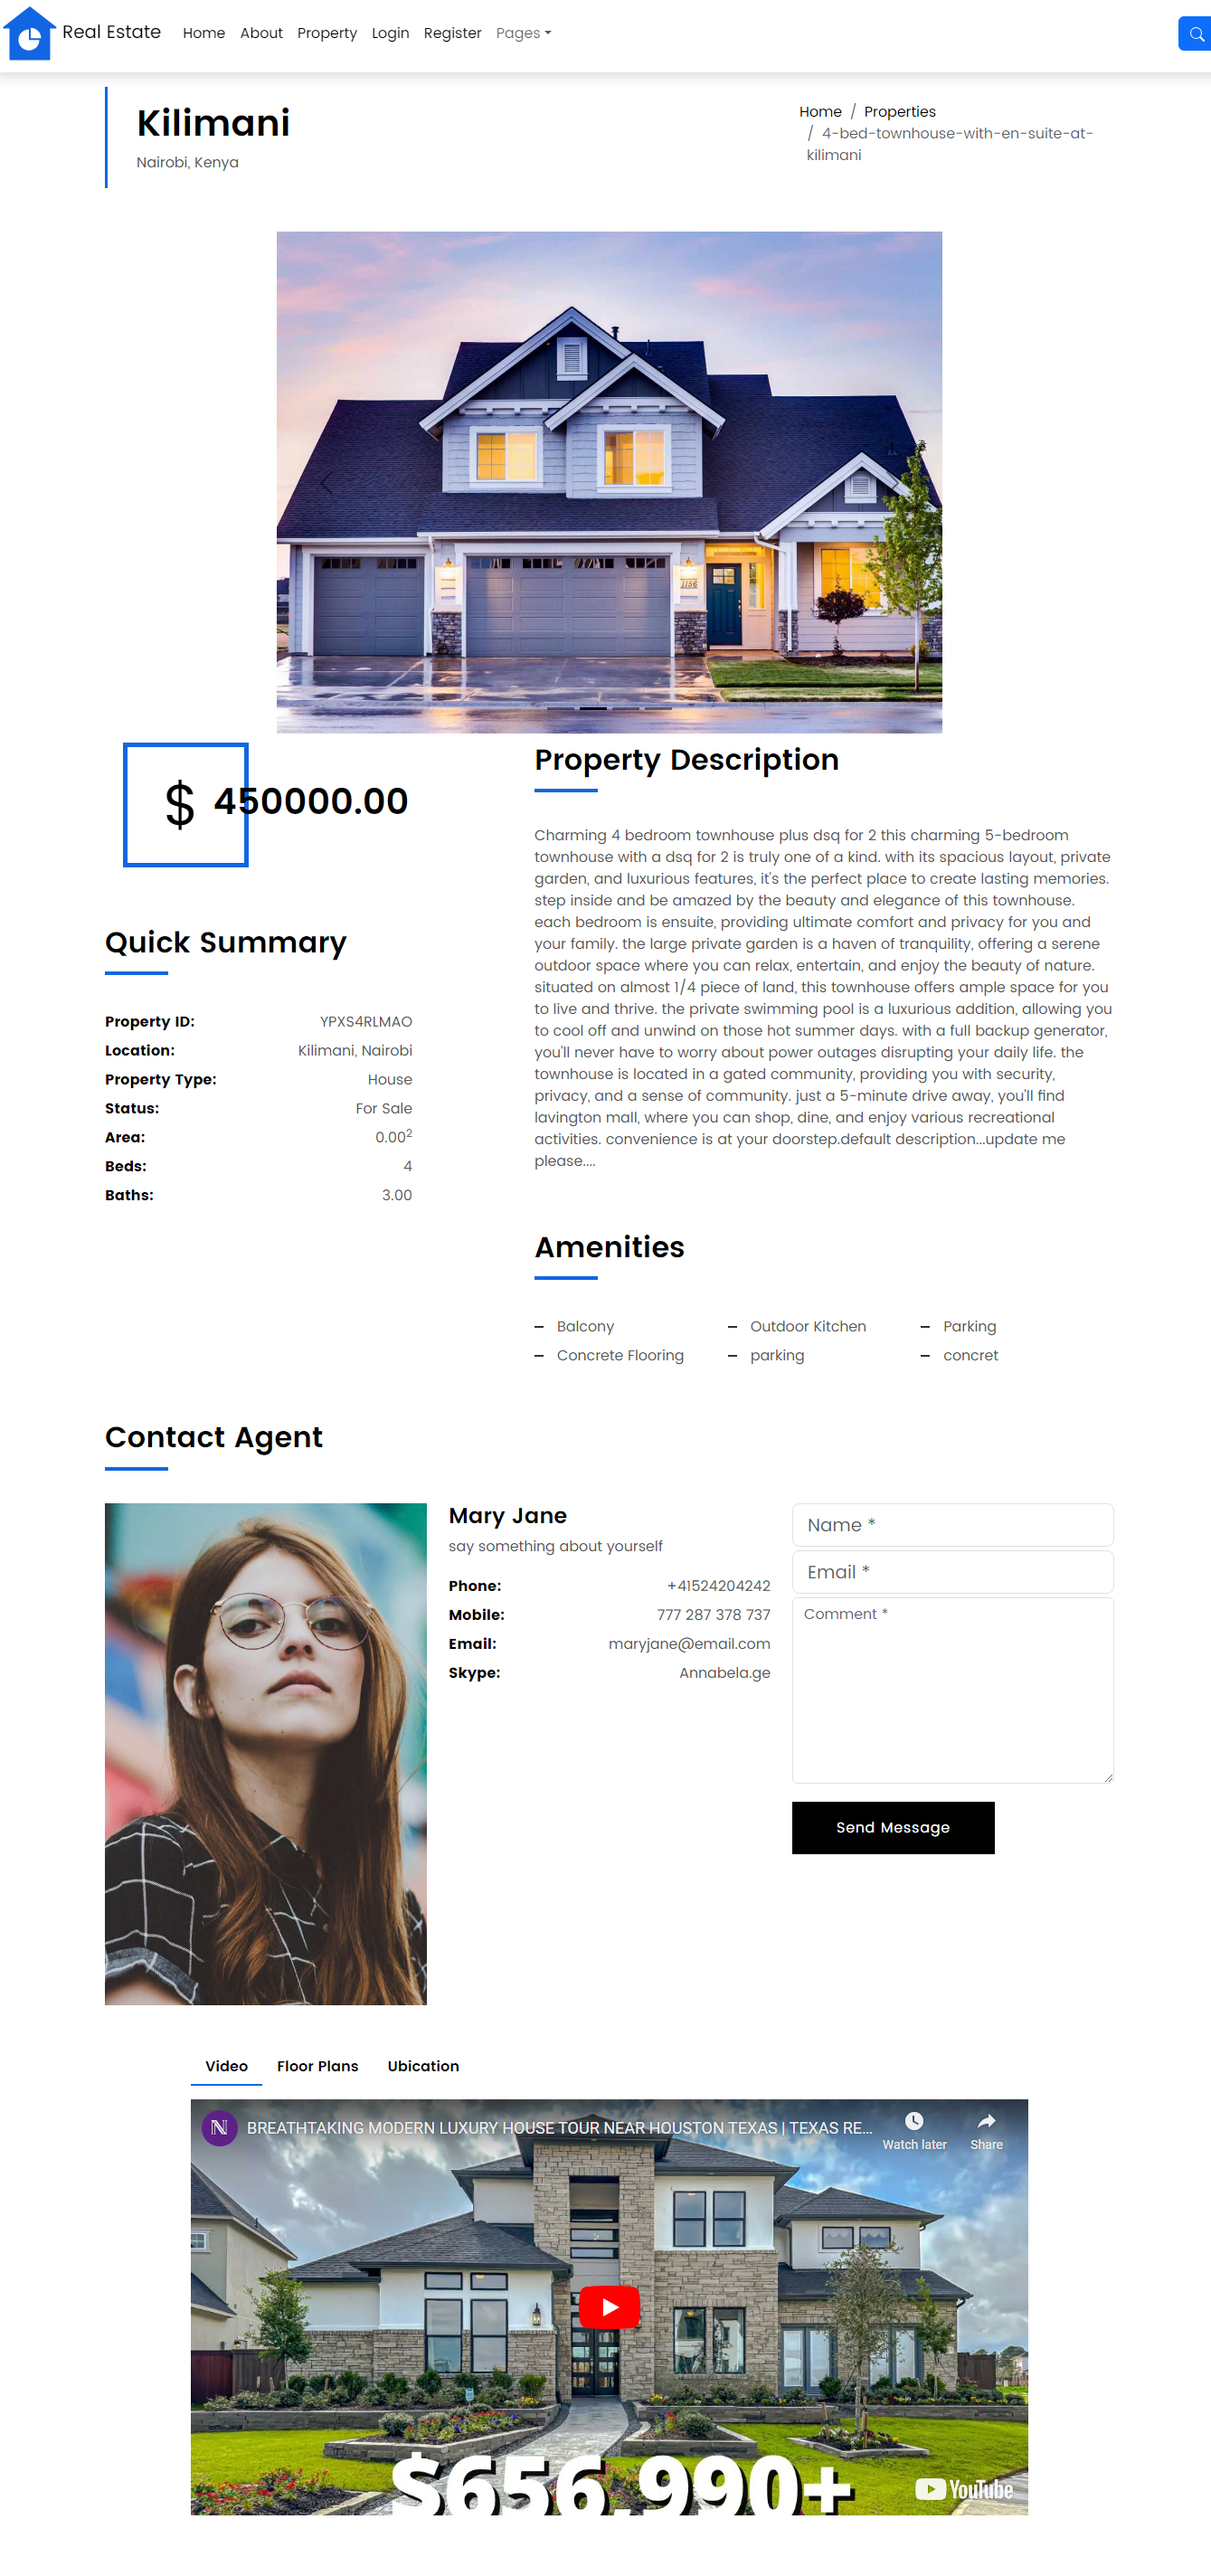 Real Estate
Home
About
Property
Login
Register
Pages
Kilimani
Nairobi, Kenya
Home / Properties
/ 4-bed-townhouse-with-en-suite-at-
kilimani
1156
$ 450000.00
Quick Summary
Property ID: YPXS4RLMAO
Location: Kilimani, Nairobi
Property Type: House
Status: For Sale
Area: 0.00²
Beds: 4
Baths: 3.00
Property Description
Charming 4 bedroom townhouse plus dsq for 2 this charming 5-bedroom
townhouse with a dsq for 2 is truly one of a kind. with its spacious layout, private
garden, and luxurious features, it's the perfect place to create lasting memories.
step inside and be amazed by the beauty and elegance of this townhouse.
each bedroom is ensuite, providing ultimate comfort and privacy for you and
your family. the large private garden is a haven of tranquility, offering a serene
outdoor space where you can relax, entertain, and enjoy the beauty of nature.
situated on almost 1/4 piece of land, this townhouse offers ample space for you
to live and thrive. the private swimming pool is a luxurious addition, allowing you
to cool off and unwind on those hot summer days. with a full backup generator,
you'll never have to worry about power outages disrupting your daily life. the
townhouse is located in a gated community, providing you with security,
privacy, and a sense of community. just a 5-minute drive away, you'll find
lavington mall, where you can shop, dine, and enjoy various recreational
activities. convenience is at your doorstep.default description...update me
please....
Amenities
Balcony
Outdoor Kitchen
Parking
Concrete Flooring
parking
concret
Contact Agent
Mary Jane
say something about yourself
Phone: +41524204242
Mobile: 777 287 378 737
Email: maryjane@email.com
Skype: Annabela.ge
Name *
Email *
Comment *
Send Message
Video
Floor Plans
Ubication
N
BREATHTAKING MODERN LUXURY HOUSE TOUR NEAR HOUSTON TEXAS | TEXAS RE...
Watch later
Share
$656,990+
YouTube